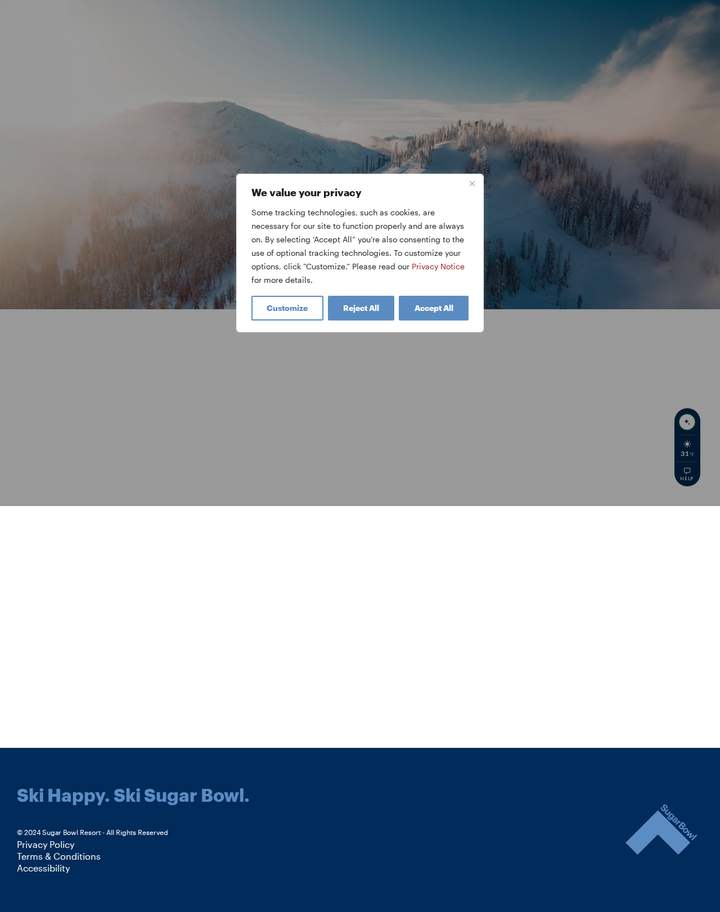 We value your privacy
Some tracking technologies, such as cookies, are
necessary for our site to function properly and are always
on. By selecting “Accept All” you're also consenting to the
use of optional tracking technologies. To customize your
options, click “Customize.” Please read our Privacy Notice
for more details.
Customize Reject All Accept All
31°F
HELP
Ski Happy. Ski Sugar Bowl.
SugarBowl
© 2024 Sugar Bowl Resort - All Rights Reserved
Privacy Policy
Terms & Conditions
Accessibility